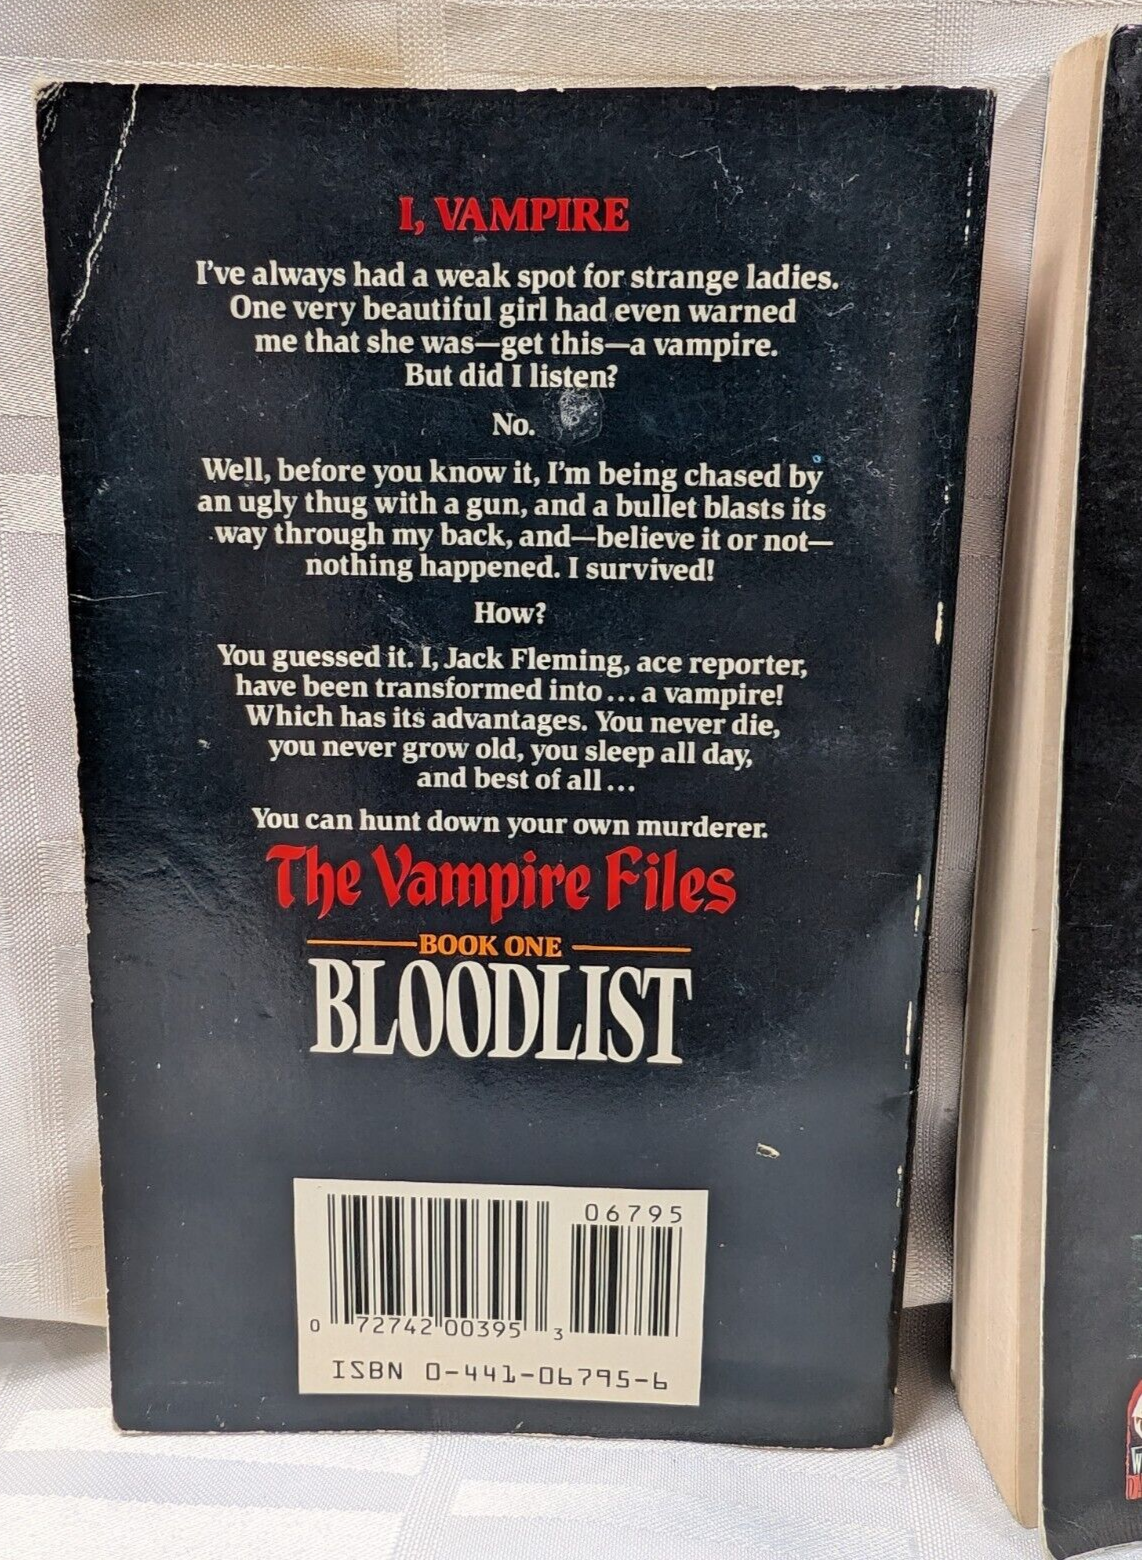 I, VAMPIRE
I've always had a weak spot for strange ladies.
One very beautiful girl had even warned
me that she was—get this—a vampire.
But did I listen?
No.
Well, before you know it, I'm being chased by
an ugly thug with a gun, and a bullet blasts its
way through my back, and—believe it or not—
nothing happened. I survived!
How?
You guessed it. I, Jack Fleming, ace reporter,
have been transformed into ... a vampire!
Which has its advantages. You never die,
you never grow old, you sleep all day,
and best of all ...
You can hunt down your own murderer.
The Vampire Files
BOOK ONE
BLOODLIST
06795
0 72742 00395 3
ISBN 0-441-06795-6